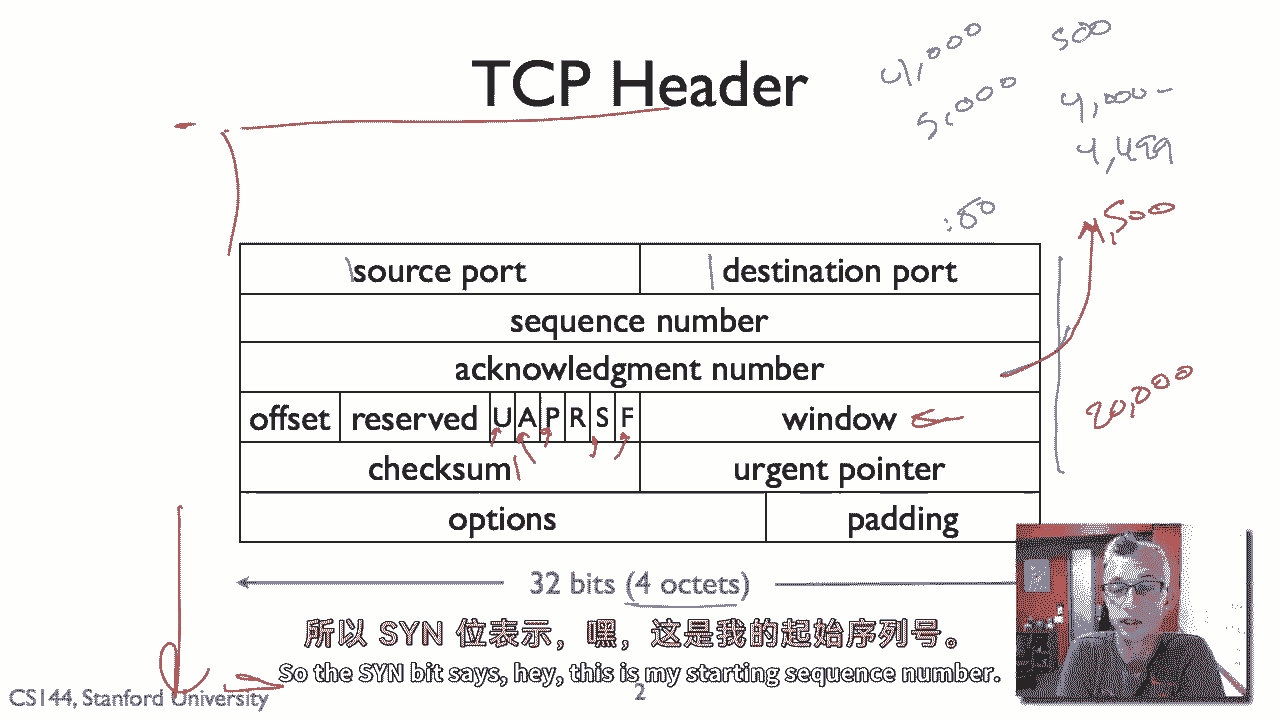 TCP Header
41,000
500
5,000
4,000-
4,499
:80
4,500
source port
destination port
sequence number
acknowledgment number
offset
reserved
U
A
P
R
S
F
window
20,000
checksum
urgent pointer
options
padding
32 bits (4 octets)
所以 SYN 位表示，嘿，这是我的起始序列号。
So the SYN bit says, hey, this is my starting sequence number.
CS144, Stanford University
2